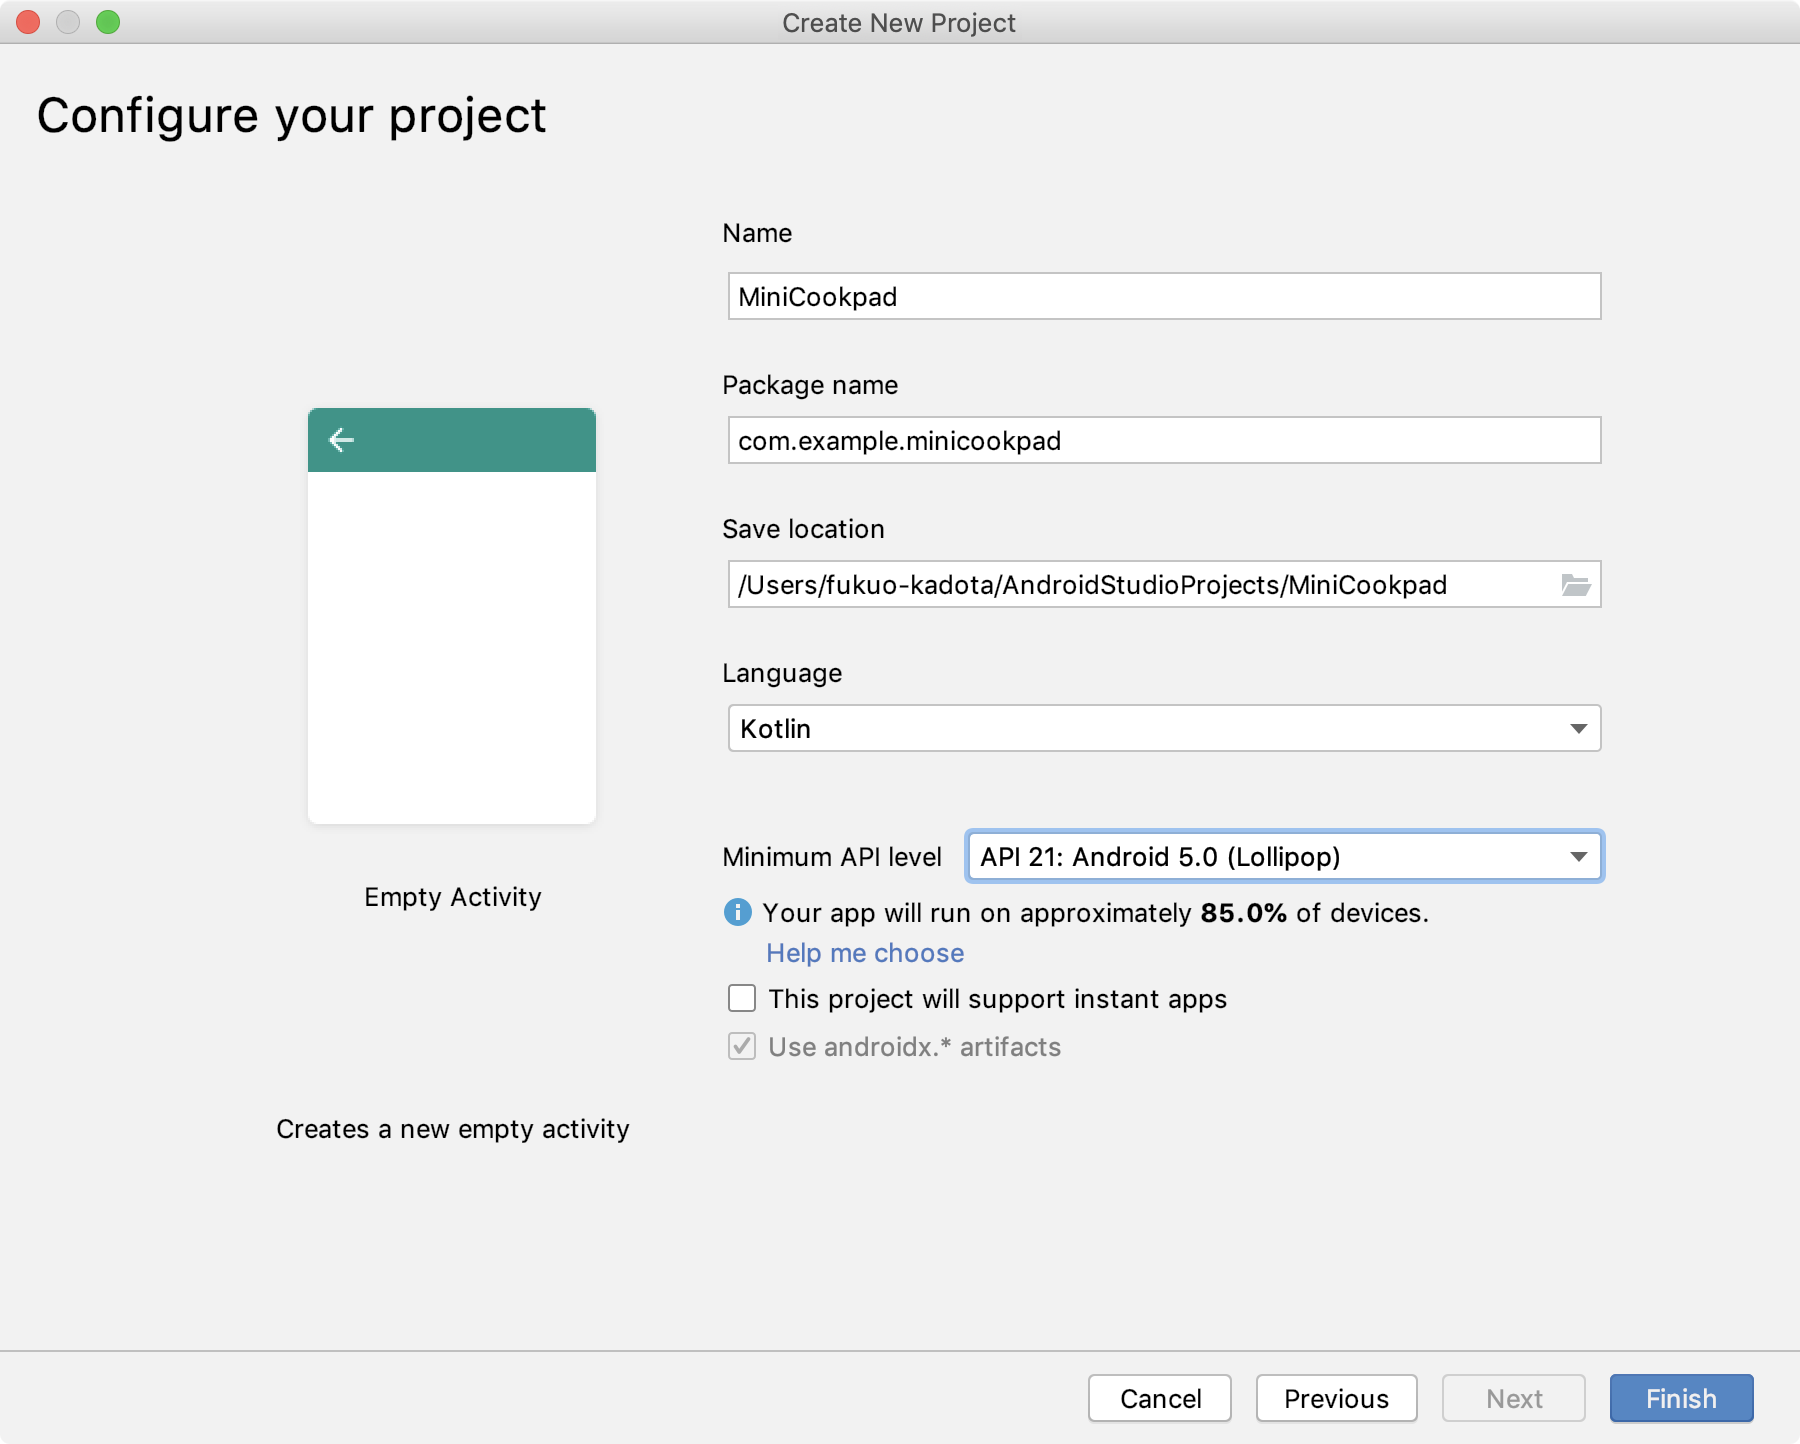 Create New Project
Configure your project
Name
MiniCookpad
Package name
com.example.minicookpad
Save location
/Users/fukuo-kadota/AndroidStudioProjects/MiniCookpad
Language
Kotlin
Minimum API level API 21: Android 5.0 (Lollipop)
Empty Activity
Your app will run on approximately 85.0% of devices.
Help me choose
This project will support instant apps
Use androidx.* artifacts
Creates a new empty activity
Cancel Previous Next Finish